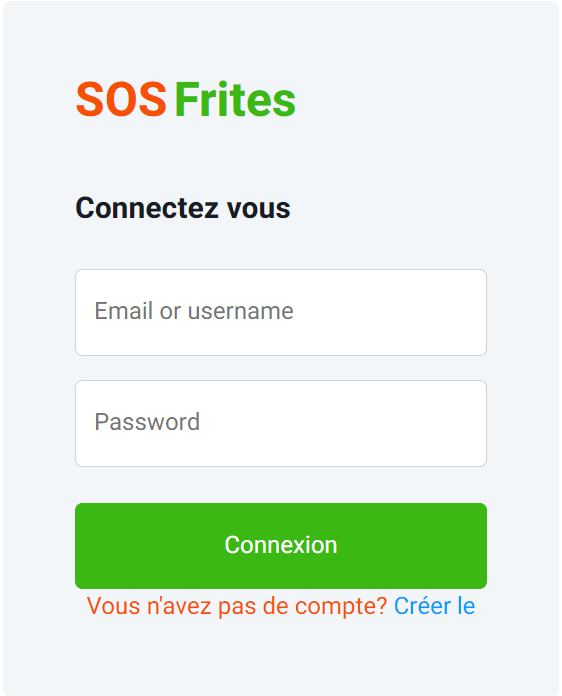 SOS Frites
Connectez vous
Email or username
Password
Connexion
Vous n'avez pas de compte? Créer le